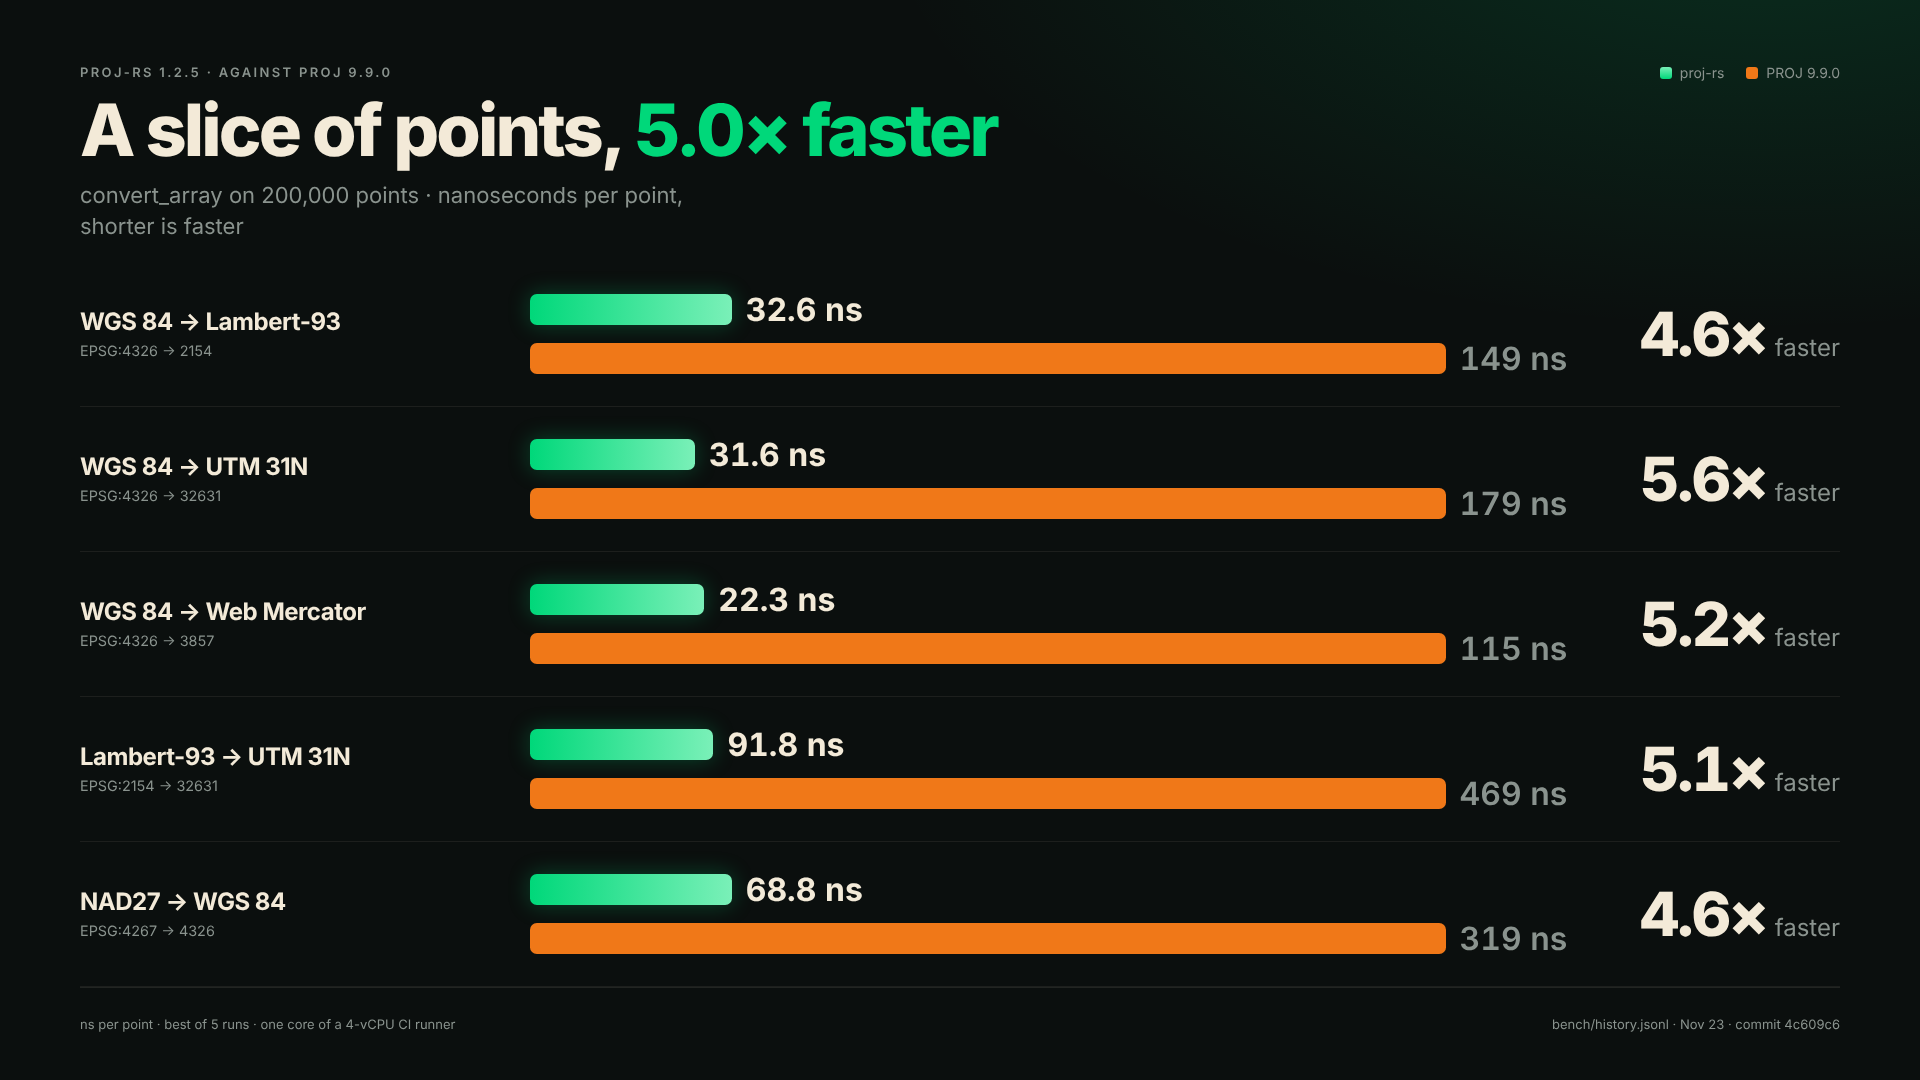 PROJ-RS 1.2.5 · AGAINST PROJ 9.9.0
proj-rs
PROJ 9.9.0
A slice of points, 5.0× faster
convert_array on 200,000 points · nanoseconds per point,
shorter is faster
WGS 84 → Lambert-93
EPSG:4326 → 2154
32.6 ns
149 ns
4.6× faster
WGS 84 → UTM 31N
EPSG:4326 → 32631
31.6 ns
179 ns
5.6× faster
WGS 84 → Web Mercator
EPSG:4326 → 3857
22.3 ns
115 ns
5.2× faster
Lambert-93 → UTM 31N
EPSG:2154 → 32631
91.8 ns
469 ns
5.1× faster
NAD27 → WGS 84
EPSG:4267 → 4326
68.8 ns
319 ns
4.6× faster
ns per point · best of 5 runs · one core of a 4-vCPU CI runner
bench/history.jsonl · Nov 23 · commit 4c609c6